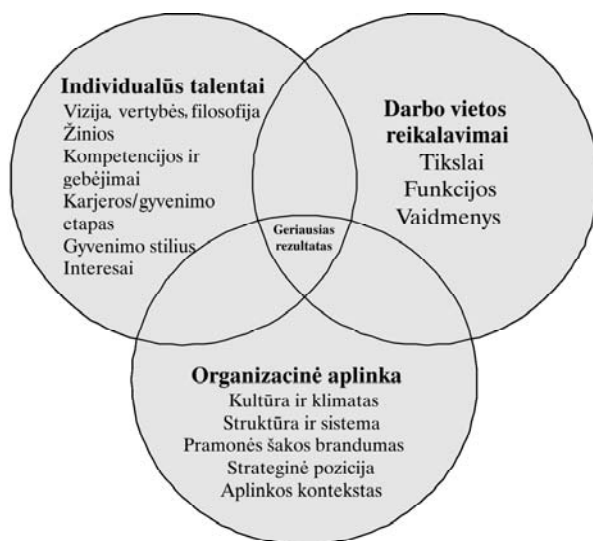 Individualūs talentai
Vizija, vertybės, filosofija
Žinios
Kompetencijos ir
gebėjimai
Karjeros/gyvenimo
etapas
Gyvenimo stilius
Interesai
Darbo vietos
reikalavimai
Tikslai
Funkcijos
Vaidmenys
Geriausias
rezultatas
Organizacinė aplinka
Kultūra ir klimatas
Struktūra ir sistema
Pramonės šakos brandumas
Strateginė pozicija
Aplinkos kontekstas